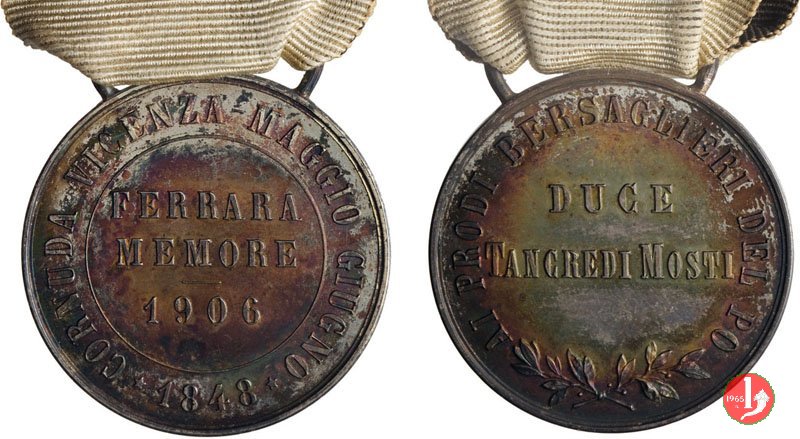 CORNUDA VICENZA MAGGIO GIUGNO
* 1848 *
FERRARA
MEMORE
1906
AI PRODI BERSAGLIERI DEL PO
DUCE
TANCREDI MOSTI
1965